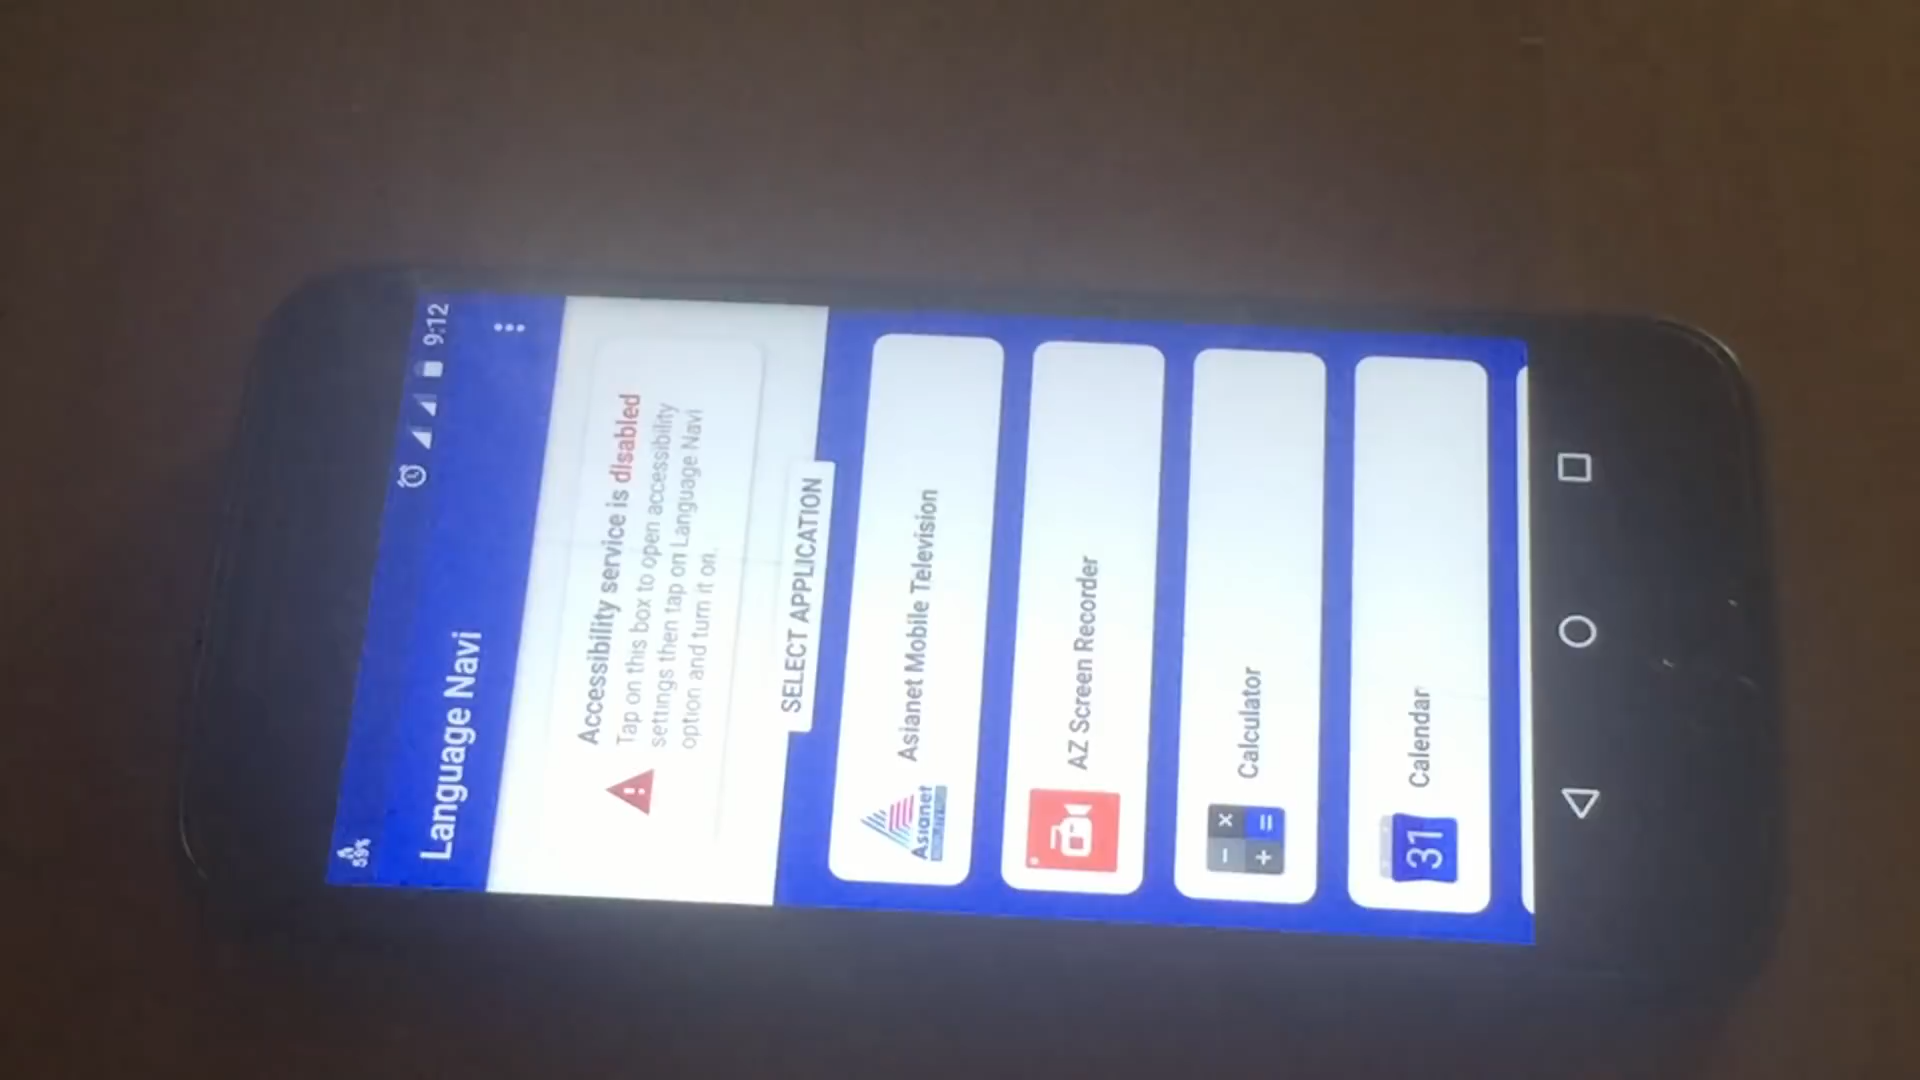 59%
9:12
Language Navi
Accessibility service is disabled
Tap on this box to open accessibility
settings then tap on Language Navi
option and turn it on.
SELECT APPLICATION
Asianet
Asianet Mobile Television
AZ Screen Recorder
− ×
+ =
Calculator
31
Calendar